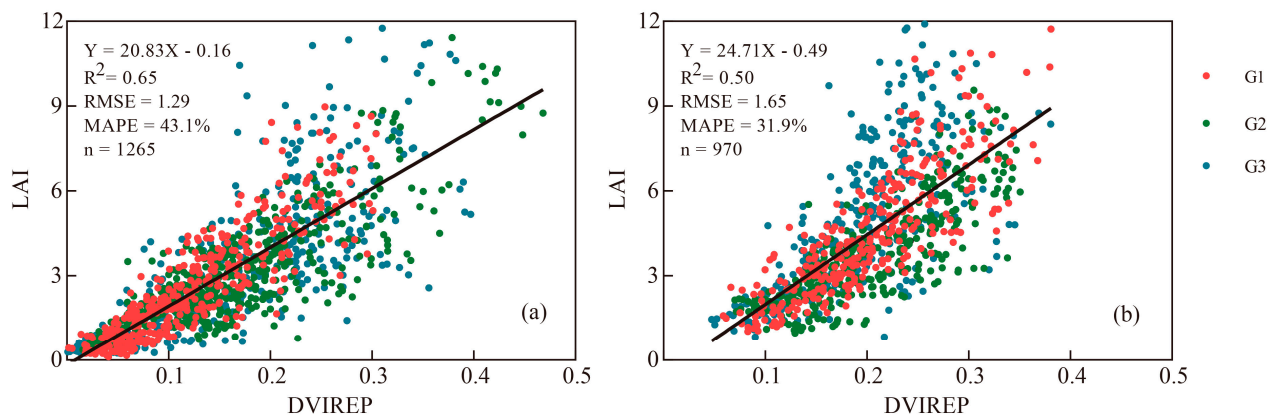 12
9
6
3
0
LAI
Y = 20.83X - 0.16
R2= 0.65
RMSE = 1.29
MAPE = 43.1%
n = 1265
(a)
0.1 0.2 0.3 0.4 0.5
DVIREP
12
9
6
3
0
LAI
Y = 24.71X - 0.49
R2= 0.50
RMSE = 1.65
MAPE = 31.9%
n = 970
(b)
0.1 0.2 0.3 0.4 0.5
DVIREP
G1
G2
G3